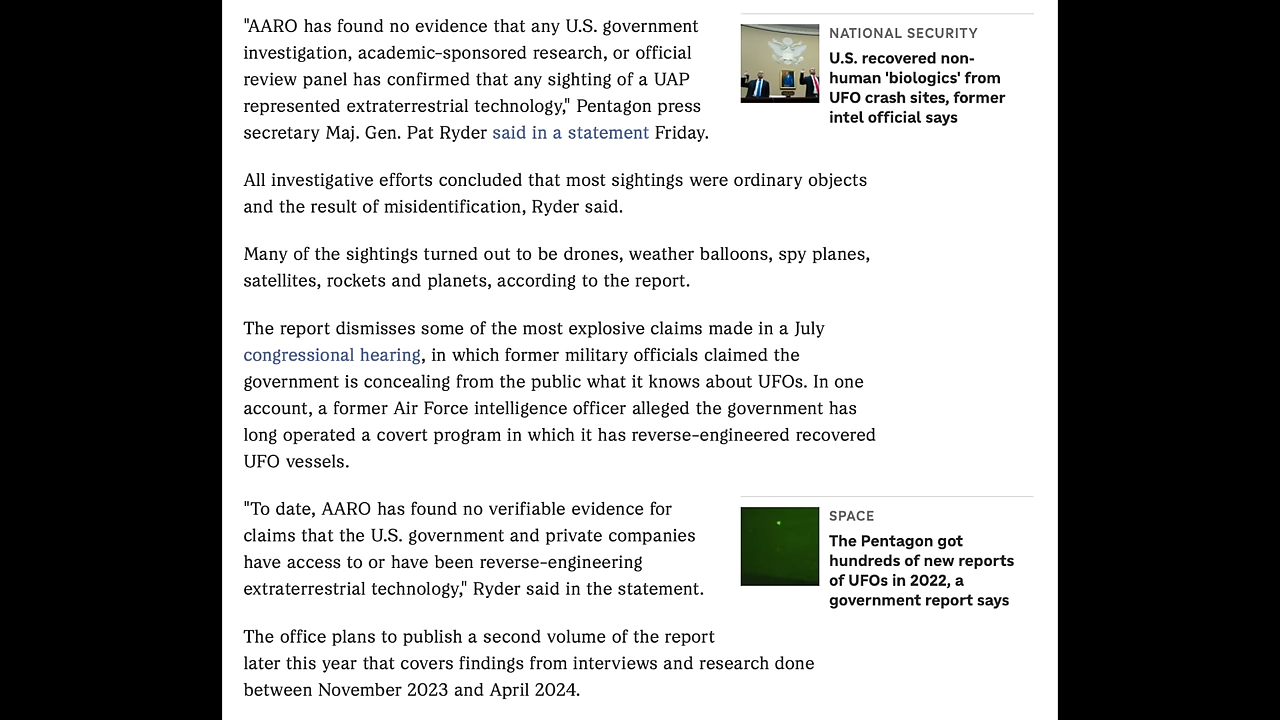 "AARO has found no evidence that any U.S. government
investigation, academic-sponsored research, or official
review panel has confirmed that any sighting of a UAP
represented extraterrestrial technology," Pentagon press
secretary Maj. Gen. Pat Ryder said in a statement Friday.
NATIONAL SECURITY
U.S. recovered non-
human 'biologics' from
UFO crash sites, former
intel official says
All investigative efforts concluded that most sightings were ordinary objects
and the result of misidentification, Ryder said.
Many of the sightings turned out to be drones, weather balloons, spy planes,
satellites, rockets and planets, according to the report.
The report dismisses some of the most explosive claims made in a July
congressional hearing, in which former military officials claimed the
government is concealing from the public what it knows about UFOs. In one
account, a former Air Force intelligence officer alleged the government has
long operated a covert program in which it has reverse-engineered recovered
UFO vessels.
"To date, AARO has found no verifiable evidence for
claims that the U.S. government and private companies
have access to or have been reverse-engineering
extraterrestrial technology," Ryder said in the statement.
SPACE
The Pentagon got
hundreds of new reports
of UFOs in 2022, a
government report says
The office plans to publish a second volume of the report
later this year that covers findings from interviews and research done
between November 2023 and April 2024.